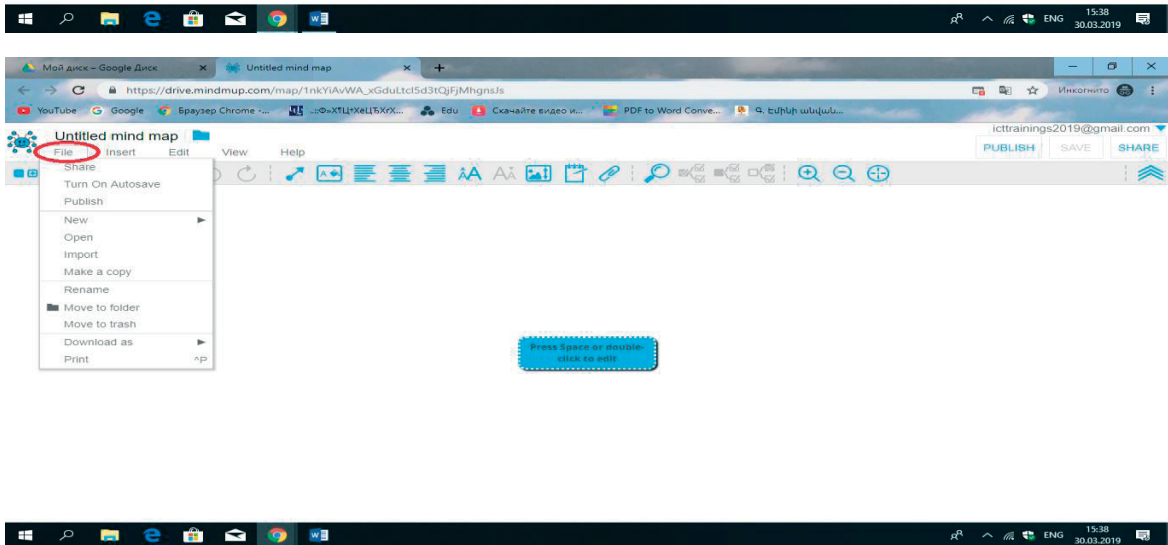 ENG
15:38
30.03.2019
Мой диск – Google Диск
Untitled mind map
https://drive.mindmup.com/map/
Инкогнито
YouTube Google Браузер Chrome -... Edu Скачайте видео и... PDF to Word Conve...
icttrainings2019@gmail.com
Untitled mind map
File Insert Edit View Help
PUBLISH SAVE SHARE
Share
Turn On Autosave
Publish
New
Open
Import
Make a copy
Rename
Move to folder
Move to trash
Download as
Print ^P
Press Space or double-
click to edit
ENG
15:38
30.03.2019